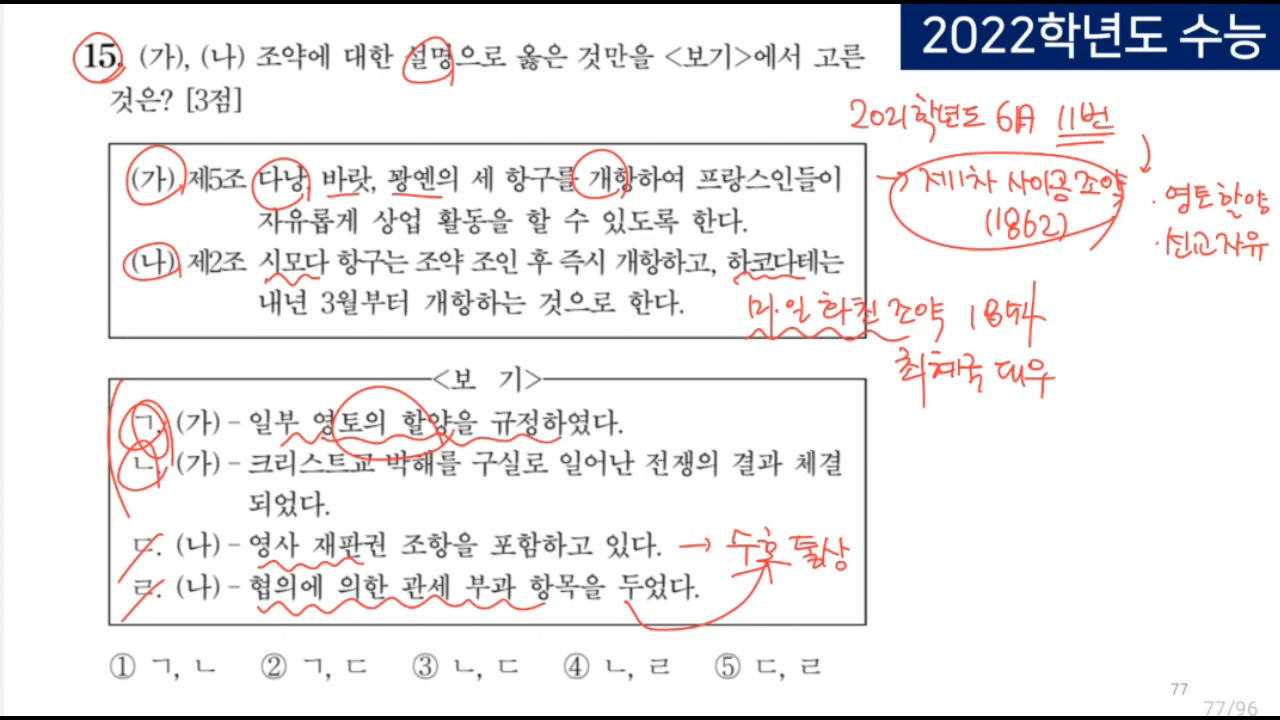 2022학년도 수능
15. (가), (나) 조약에 대한 설명으로 옳은 것만을 <보기>에서 고른
것은? [3점]
2021학년도 6月 11번
(가) 제5조 다낭, 바랏, 꽝옌의 세 항구를 개항하여 프랑스인들이
자유롭게 상업 활동을 할 수 있도록 한다.
→ 제1차 사이공 조약
(1862)
· 영토할양
· 선교자유
(나) 제2조 시모다 항구는 조약 조인 후 즉시 개항하고, 하코다테는
내년 3월부터 개항하는 것으로 한다.
미·일 화친 조약 1854
최혜국 대우
<보 기>
ㄱ. (가) - 일부 영토의 할양을 규정하였다.
ㄴ. (가) - 크리스트교 박해를 구실로 일어난 전쟁의 결과 체결
되었다.
ㄷ. (나) - 영사 재판권 조항을 포함하고 있다. → 수호 통상
ㄹ. (나) - 협의에 의한 관세 부과 항목을 두었다.
① ㄱ, ㄴ ② ㄱ, ㄷ ③ ㄴ, ㄷ ④ ㄴ, ㄹ ⑤ ㄷ, ㄹ
77
77/96